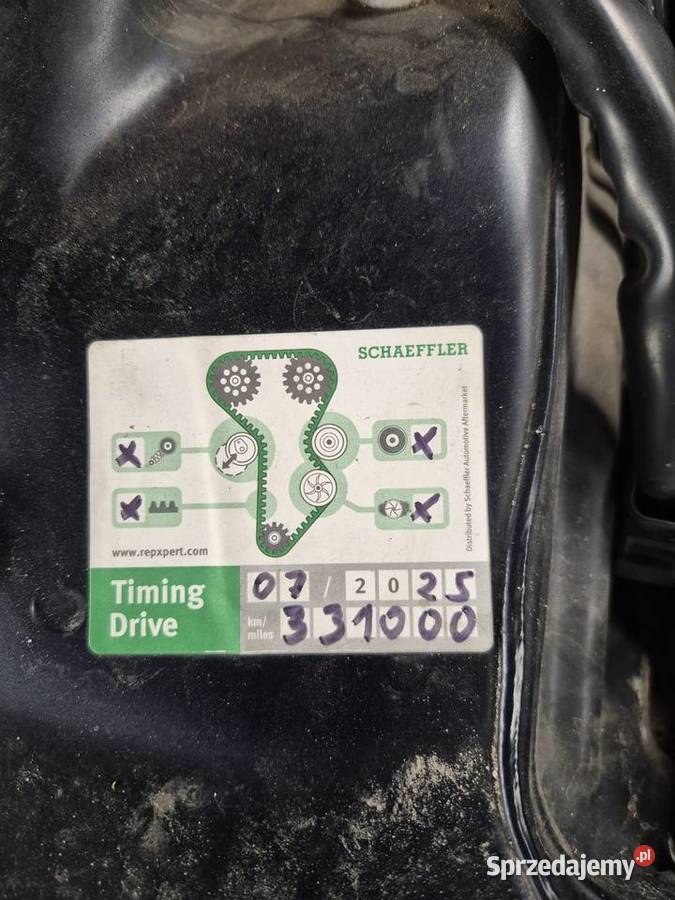 SCHAEFFLER
X
X
X
X
Distributed by Schaeffler Automotive Aftermarket
www.repxpert.com
Timing
Drive
07 / 2025
km/
miles
331000
Sprzedajemy.pl